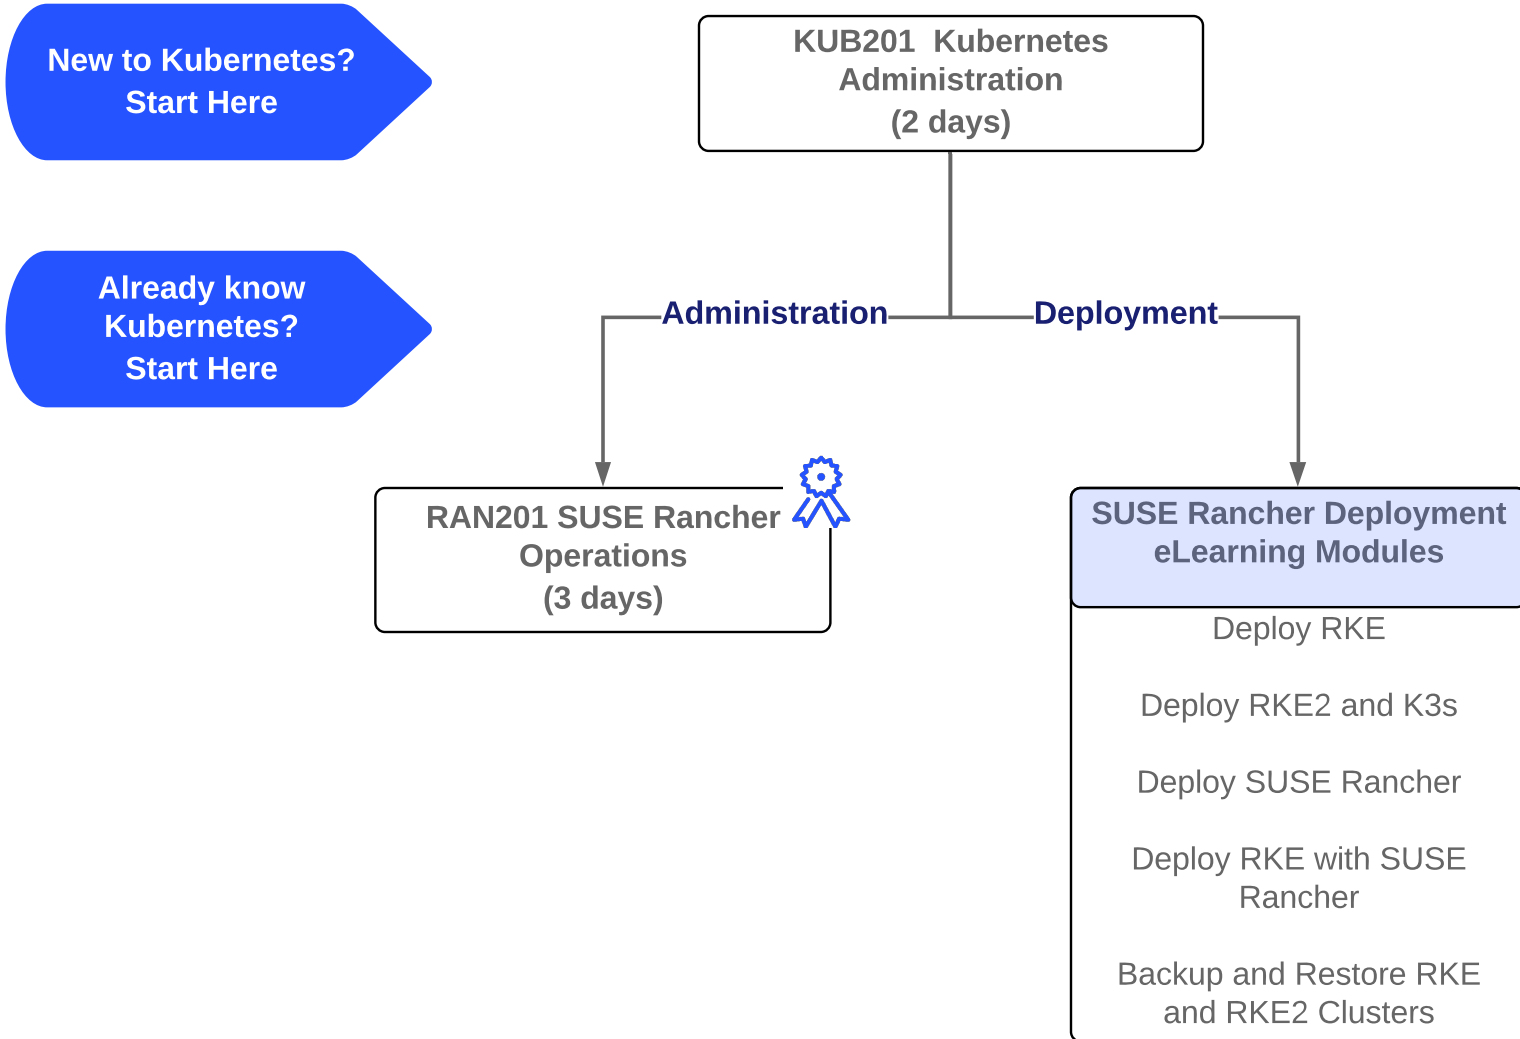 New to Kubernetes?
Start Here
KUB201  Kubernetes
Administration
(2 days)
Already know
Kubernetes?
Start Here
Administration
Deployment
RAN201 SUSE Rancher
Operations
(3 days)
SUSE Rancher Deployment
eLearning Modules
Deploy RKE
Deploy RKE2 and K3s
Deploy SUSE Rancher
Deploy RKE with SUSE
Rancher
Backup and Restore RKE
and RKE2 Clusters